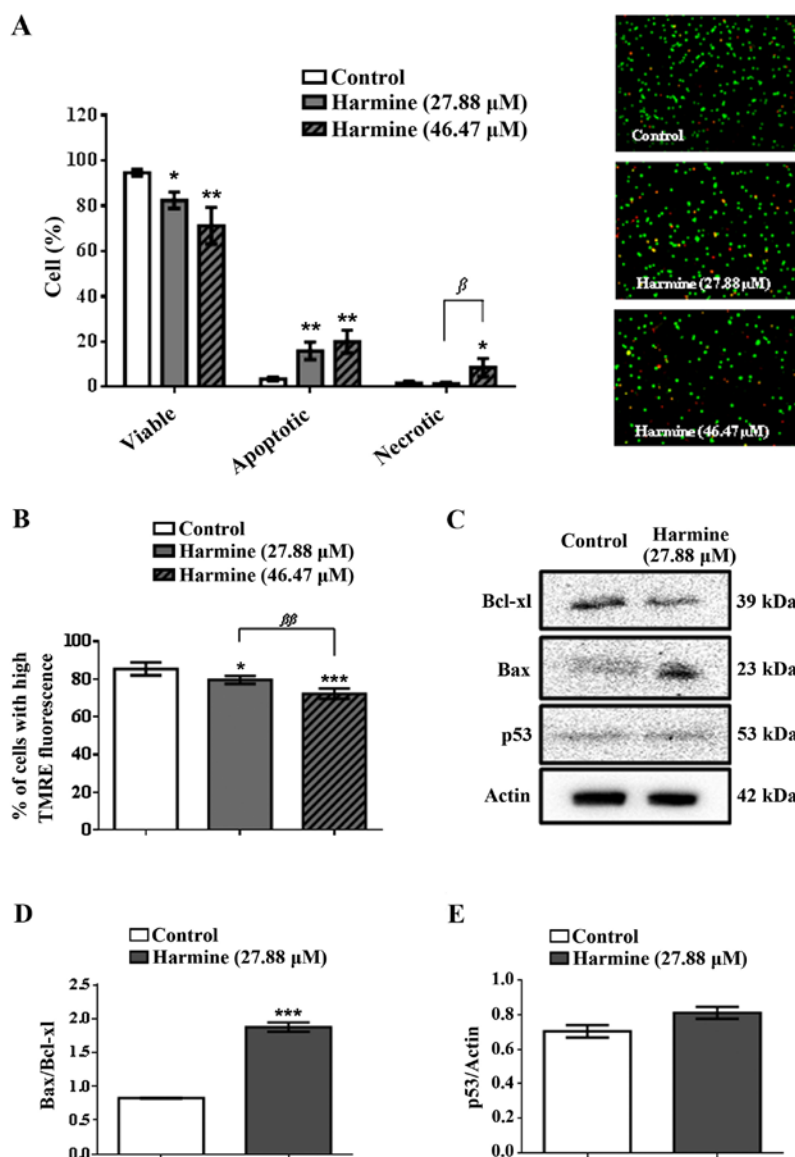 A
Control
Harmine (27.88 μM)
Harmine (46.47 μM)
120
100
80
60
40
20
0
Cell (%)
*
**
**
**
β
*
Viable
Apoptotic
Necrotic
Control
Harmine (27.88 μM)
Harmine (46.47 μM)
B
Control
Harmine (27.88 μM)
Harmine (46.47 μM)
% of cells with high
TMRE fluorescence
100
80
60
40
20
0
*
ββ
***
C
Control
Harmine
(27.88 μM)
Bcl-xl
39 kDa
Bax
23 kDa
p53
53 kDa
Actin
42 kDa
D
Control
Harmine (27.88 μM)
Bax/Bcl-xl
2.5
2.0
1.5
1.0
0.5
0.0
***
E
Control
Harmine (27.88 μM)
p53/Actin
1.0
0.8
0.6
0.4
0.2
0.0